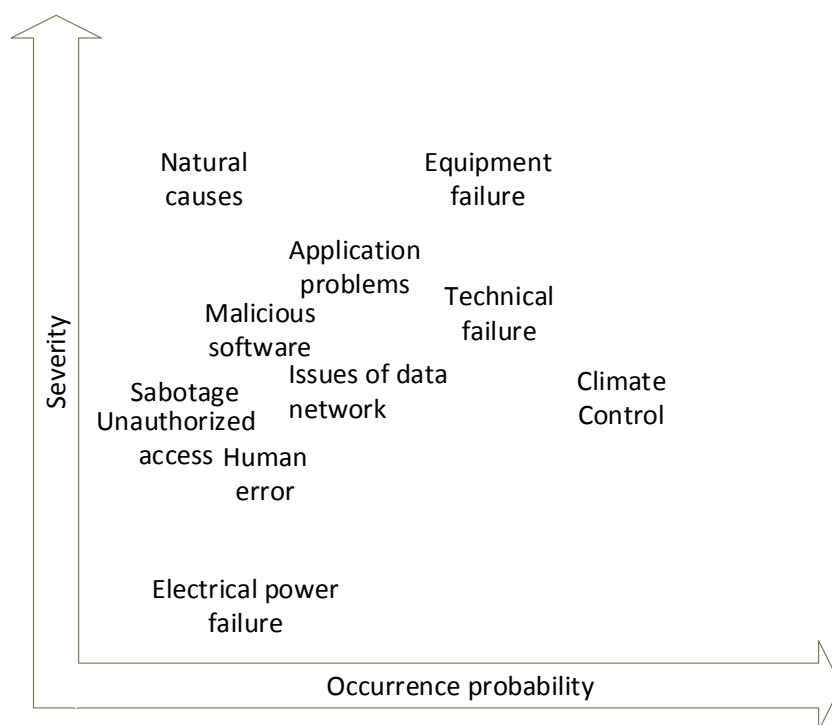 Natural
causes
Equipment
failure
Application
problems
Technical
failure
Malicious
software
Issues of data
network
Climate
Control
Sabotage
Unauthorized
access
Human
error
Electrical power
failure
Severity
Occurrence probability